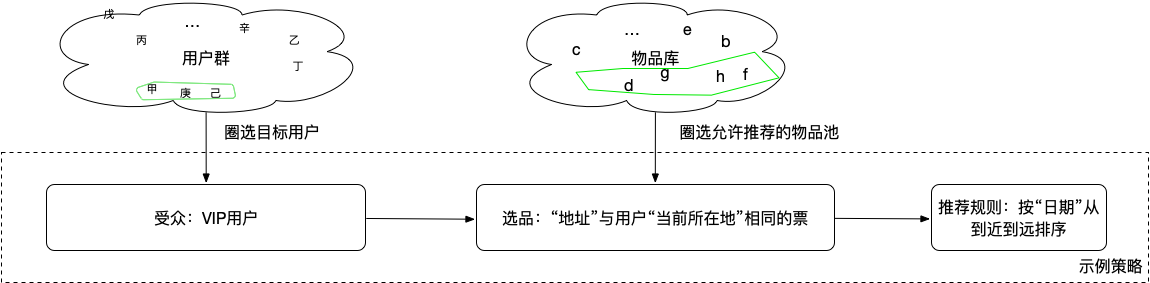 戊
…
辛
丙
乙
用户群
丁
甲
庚
己
…
e
b
c
物品库
g
h
f
d
圈选目标用户
圈选允许推荐的物品池
受众：VIP用户
选品：“地址”与用户“当前所在地”相同的票
推荐规则：按“日期”从
到近到远排序
示例策略